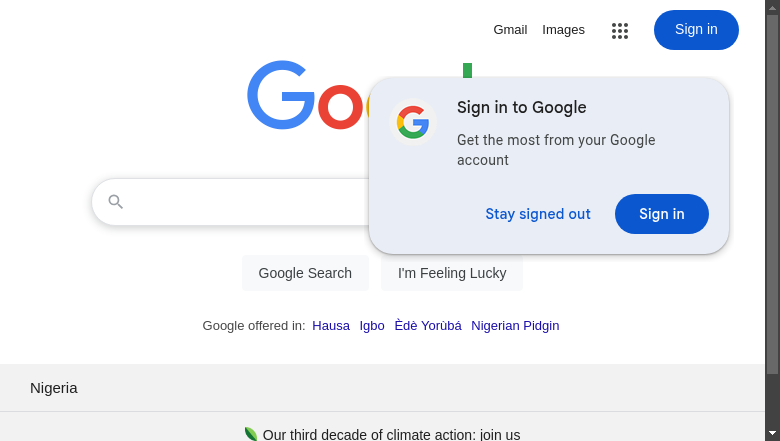 Gmail Images Sign in
Sign in to Google
Get the most from your Google
account
Stay signed out Sign in
Google Search I'm Feeling Lucky
Google offered in: Hausa Igbo Èdè Yorùbá Nigerian Pidgin
Nigeria
Our third decade of climate action: join us